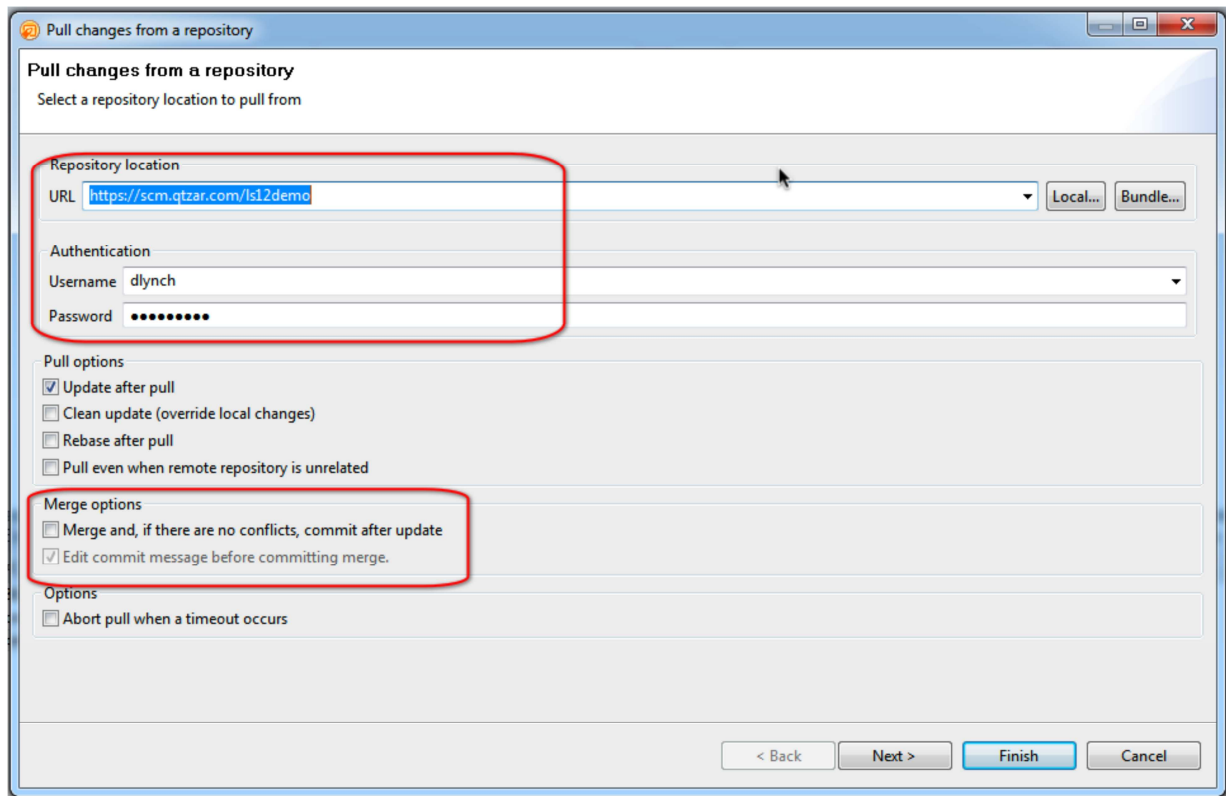 Pull changes from a repository
Pull changes from a repository
Select a repository location to pull from
Repository location
URL https://scm.qtzar.com/ls12demo Local... Bundle...
Authentication
Username dlynch
Password ●●●●●●●●●
Pull options
Update after pull
Clean update (override local changes)
Rebase after pull
Pull even when remote repository is unrelated
Merge options
Merge and, if there are no conflicts, commit after update
Edit commit message before committing merge.
Options
Abort pull when a timeout occurs
< Back Next > Finish Cancel